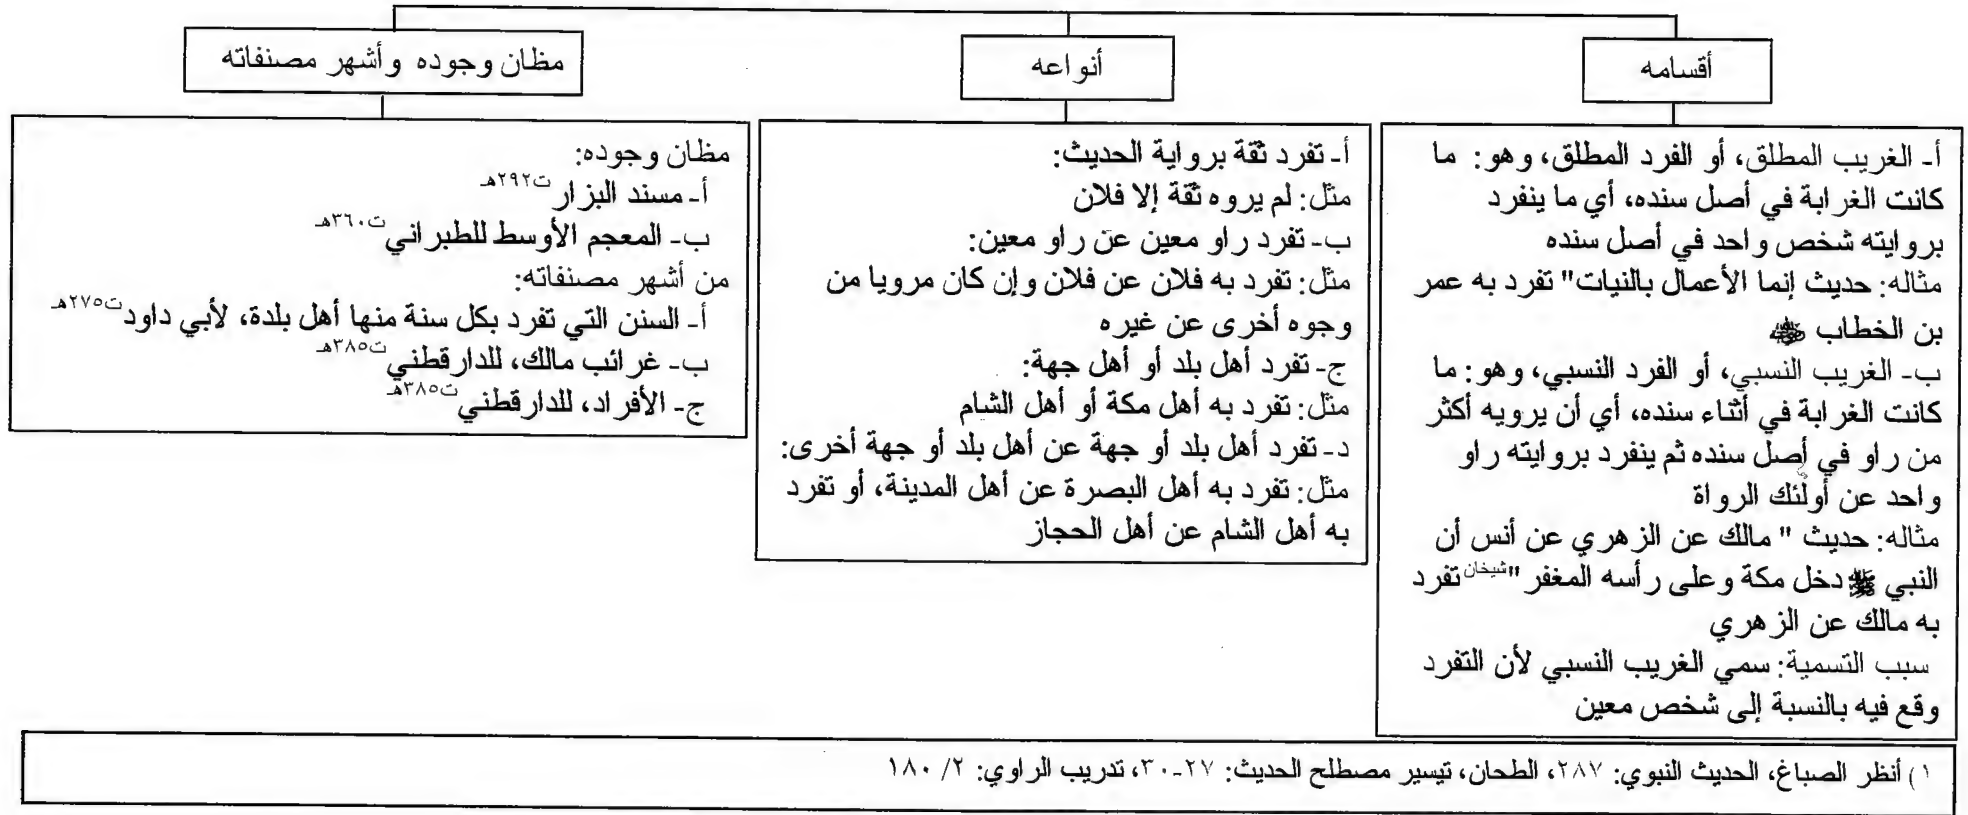 أقسامه
أ- الغريب المطلق، أو الفرد المطلق، وهو: ما
كانت الغرابة في أصل سنده، أي ما ينفرد
بروايته شخص واحد في أصل سنده
مثاله: حديث إنما الأعمال بالنيات" تفرد به عمر
بن الخطاب رضي الله عنه
ب- الغريب النسبي، أو الفرد النسبي، وهو: ما
كانت الغرابة في أثناء سنده، أي أن يرويه أكثر
من راو في أصل سنده ثم ينفرد بروايته راو
واحد عن أولئك الرواة
مثاله: حديث " مالك عن الزهري عن أنس أن
النبي ﷺ دخل مكة وعلى رأسه المغفر "شيخان تفرد
به مالك عن الزهري
سبب التسمية: سمي الغريب النسبي لأن التفرد
وقع فيه بالنسبة إلى شخص معين
أنواعه
أ- تفرد ثقة برواية الحديث:
مثل: لم يروه ثقة إلا فلان
ب- تفرد راو معين عن راو معين:
مثل: تفرد به فلان عن فلان وإن كان مرويا من
وجوه أخرى عن غيره
ج- تفرد أهل بلد أو أهل جهة:
مثل: تفرد به أهل مكة أو أهل الشام
د- تفرد أهل بلد أو جهة عن أهل بلد أو جهة أخرى:
مثل: تفرد به أهل البصرة عن أهل المدينة، أو تفرد
به أهل الشام عن أهل الحجاز
مظان وجوده وأشهر مصنفاته
مظان وجوده:
أ- مسند البزار ت٢٩٢هـ
ب- المعجم الأوسط للطبراني ت٣٦٠هـ
من أشهر مصنفاته:
أ- السنن التي تفرد بكل سنة منها أهل بلدة، لأبي داود ت٢٧٥هـ
ب- غرائب مالك، للدارقطني ت٣٨٥هـ
ج- الأفراد، للدارقطني ت٣٨٥هـ
١) أنظر الصباغ، الحديث النبوي: ٢٨٧، الطحان، تيسير مصطلح الحديث: ٢٧-٣٠، تدريب الراوي: ٢/ ١٨٠